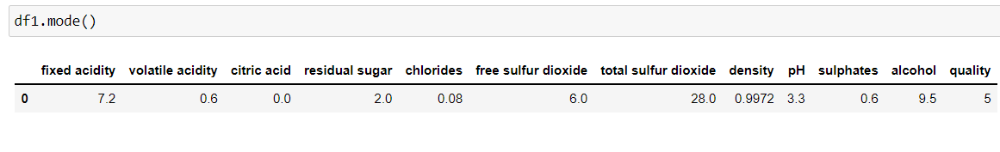 df1.mode()
fixed acidity volatile acidity citric acid residual sugar chlorides free sulfur dioxide total sulfur dioxide density pH sulphates alcohol quality
0 7.2 0.6 0.0 2.0 0.08 6.0 28.0 0.9972 3.3 0.6 9.5 5